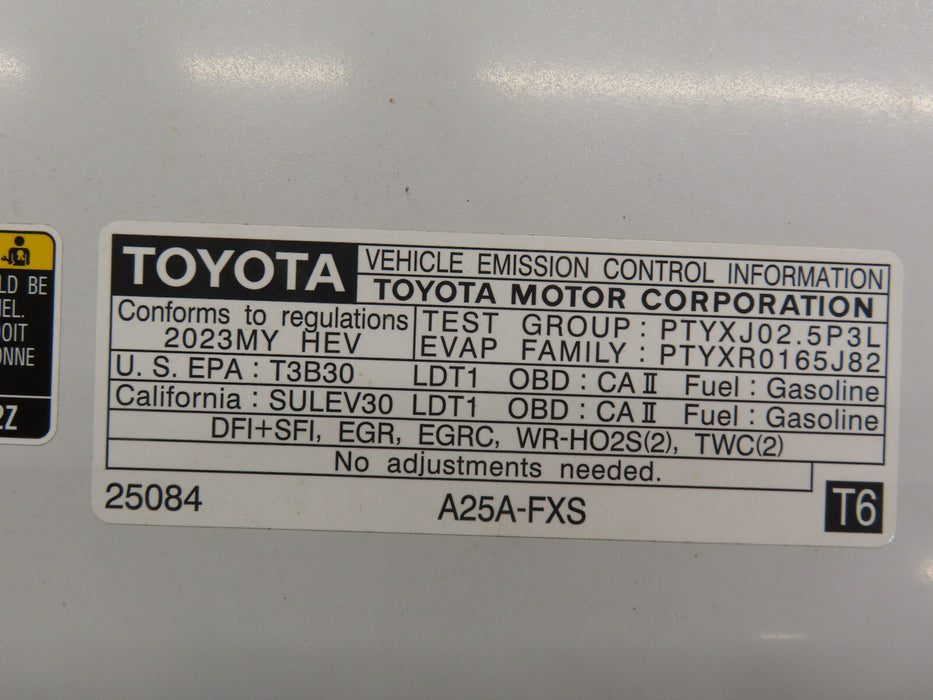 LD BE
EL.
DOIT
ONNE
2Z
TOYOTA
VEHICLE EMISSION CONTROL INFORMATION
TOYOTA MOTOR CORPORATION
Conforms to regulations
2023MY HEV
TEST GROUP : PTYXJ02.5P3L
EVAP FAMILY : PTYXR0165J82
U. S. EPA : T3B30 LDT1 OBD : CA II Fuel : Gasoline
California : SULEV30 LDT1 OBD : CA II Fuel : Gasoline
DFI+SFI, EGR, EGRC, WR-HO2S(2), TWC(2)
No adjustments needed.
25084 A25A-FXS T6